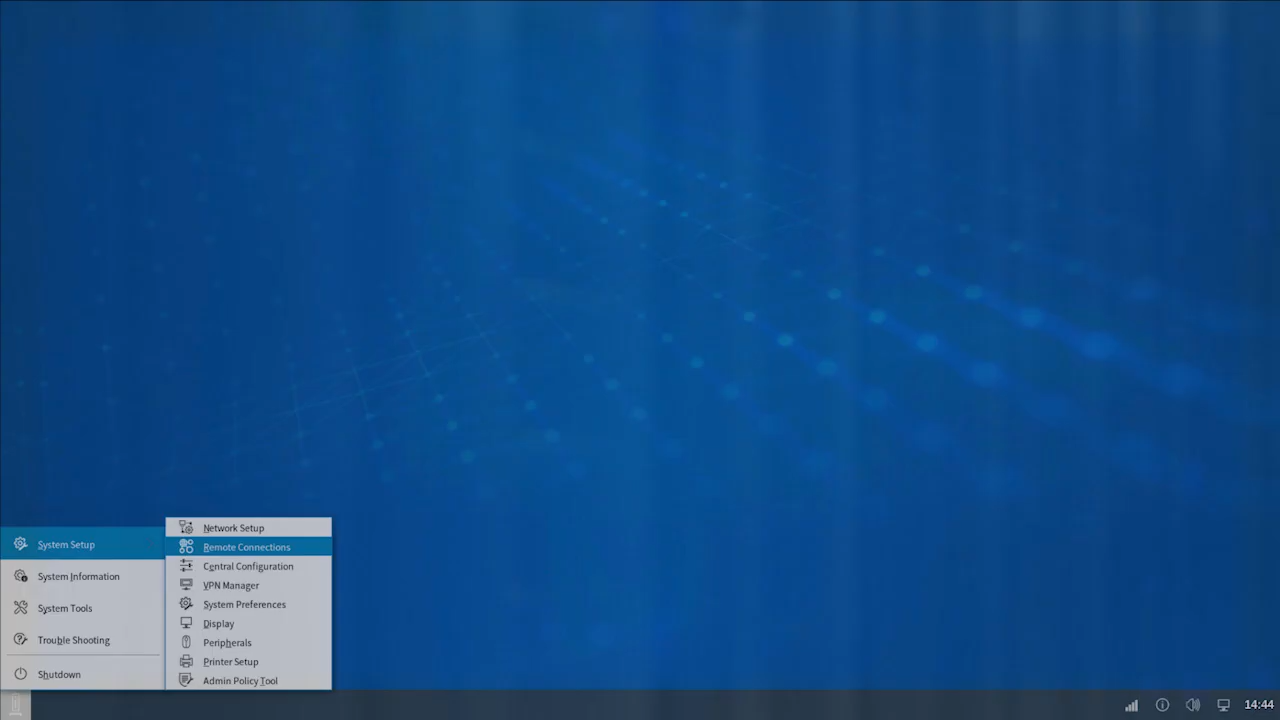 Network Setup
System Setup
Remote Connections
Central Configuration
System Information
VPN Manager
System Tools
System Preferences
Display
Trouble Shooting
Peripherals
Printer Setup
Shutdown
Admin Policy Tool
14:44